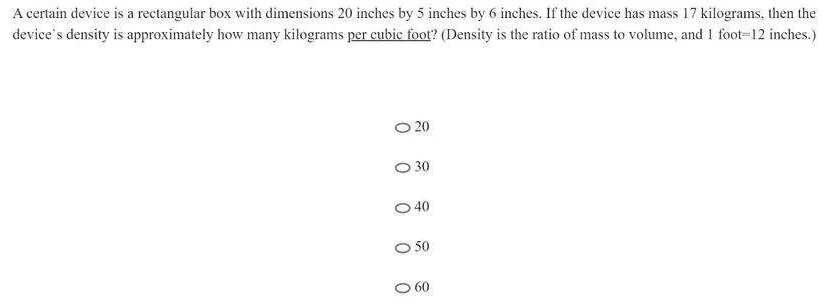 A certain device is a rectangular box with dimensions 20 inches by 5 inches by 6 inches. If the device has mass 17 kilograms, then the
device`s density is approximately how many kilograms per cubic foot? (Density is the ratio of mass to volume, and 1 foot=12 inches.)
20
30
40
50
60